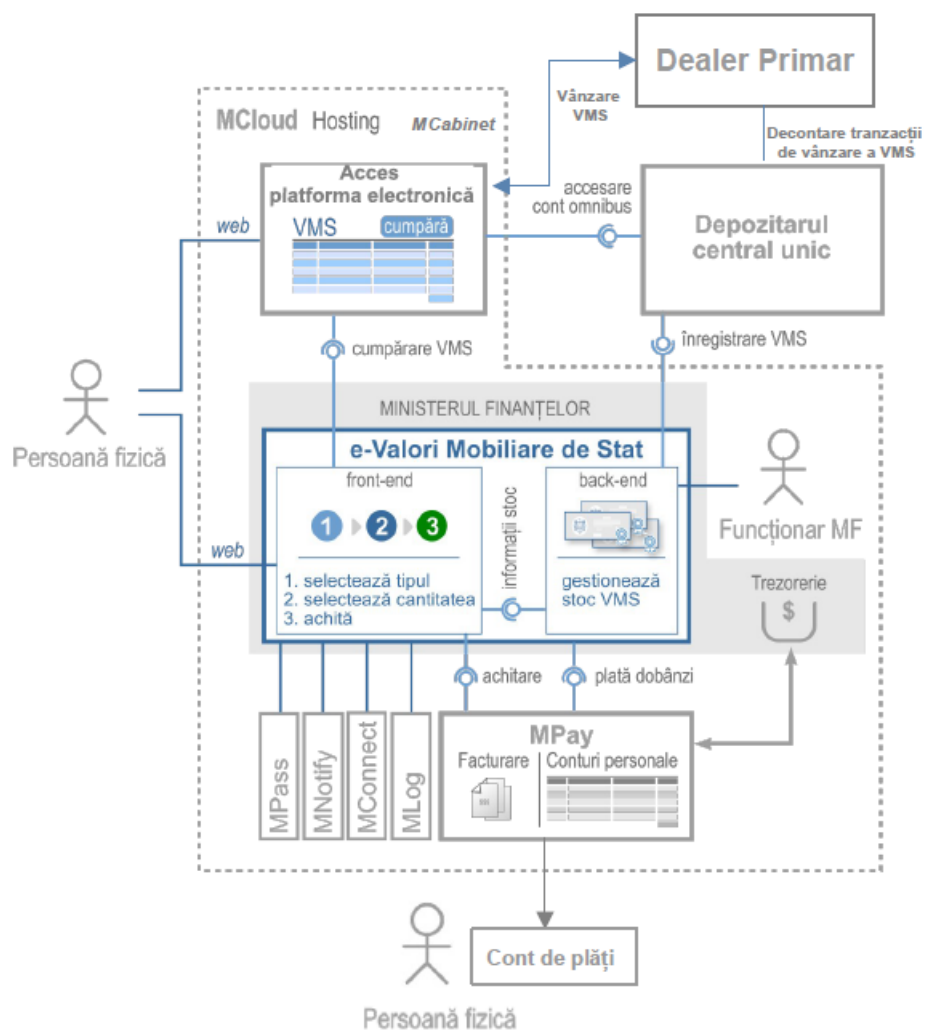 Dealer Primar
Vânzare
VMS
MCloud Hosting MCabinet
Decontare tranzacții
de vânzare a VMS
Acces
platforma electronică
VMS cumpără
accesare
cont omnibus
Depozitarul
central unic
web
cumpărare VMS
înregistrare VMS
Persoană fizică
MINISTERUL FINANȚELOR
e-Valori Mobiliare de Stat
front-end
1 2 3
1. selectează tipul
2. selectează cantitatea
3. achită
informații stoc
back-end
gestionează
stoc VMS
Funcționar MF
web
Trezorerie
$
achitare
plată dobânzi
MPass
MNotify
MConnect
MLog
MPay
Facturare
Conturi personale
Cont de plăți
Persoană fizică